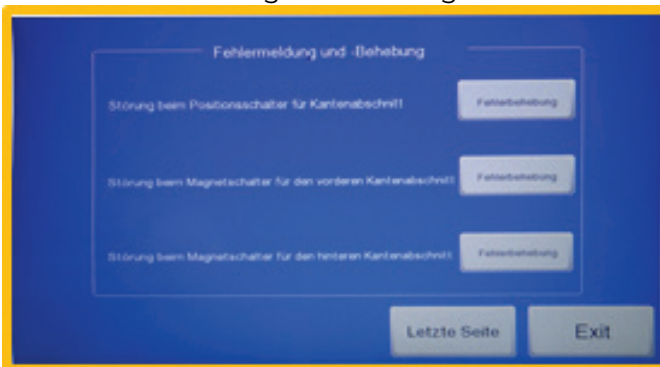 Fehlermeldung und -Behebung
Störung beim Positionsschalter für Kantenabschnitt
Fehlerbehebung
Störung beim Magnetschalter für den vorderen Kantenabschnitt
Fehlerbehebung
Störung beim Magnetschalter für den hinteren Kantenabschnitt
Fehlerbehebung
Letzte Seite
Exit